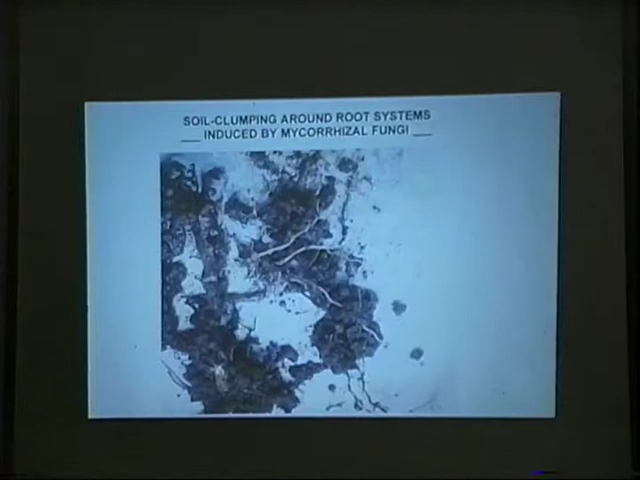 SOIL-CLUMPING AROUND ROOT SYSTEMS
___ INDUCED BY MYCORRHIZAL FUNGI ___